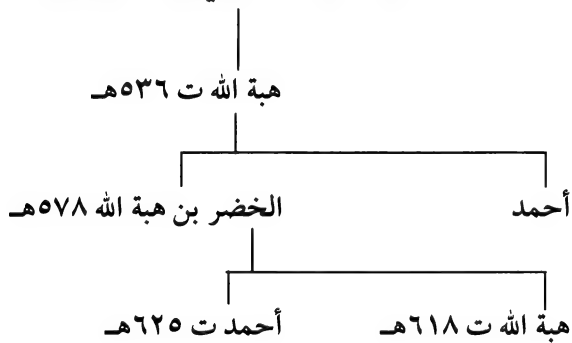 هبة الله ت ٥٣٦هـ
أحمد
الخضر بن هبة الله ٥٧٨هـ
هبة الله ت ٦١٨هـ
أحمد ت ٦٢٥هـ